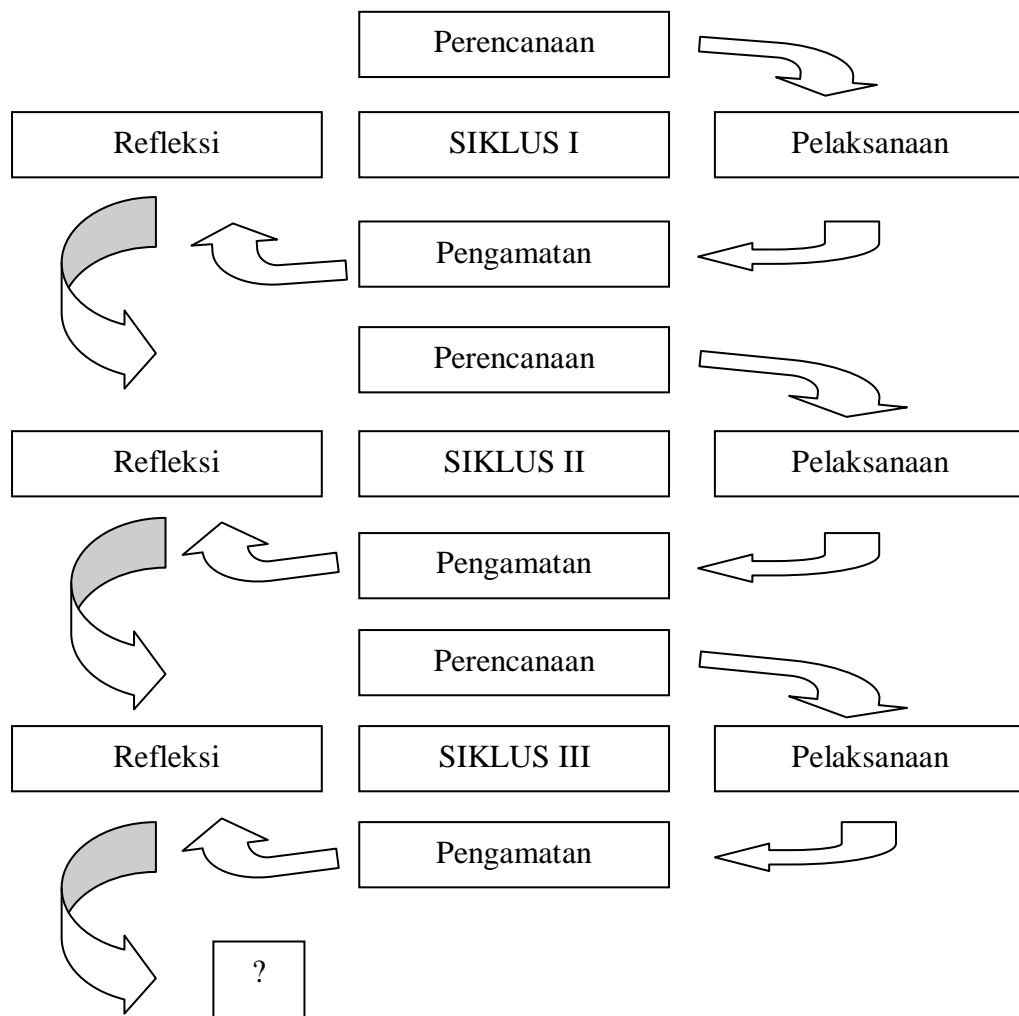 Perencanaan
Refleksi
SIKLUS I
Pelaksanaan
Pengamatan
Perencanaan
Refleksi
SIKLUS II
Pelaksanaan
Pengamatan
Perencanaan
Refleksi
SIKLUS III
Pelaksanaan
Pengamatan
?